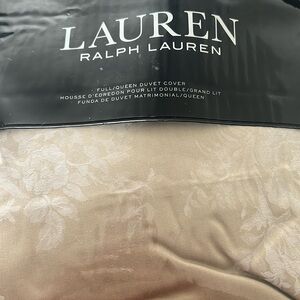 LAUREN
RALPH LAUREN
FULL/QUEEN DUVET COVER
HOUSSE D'ÉDREDON POUR LIT DOUBLE/GRAND LIT
FUNDA DE DUVET MATRIMONIAL/QUEEN